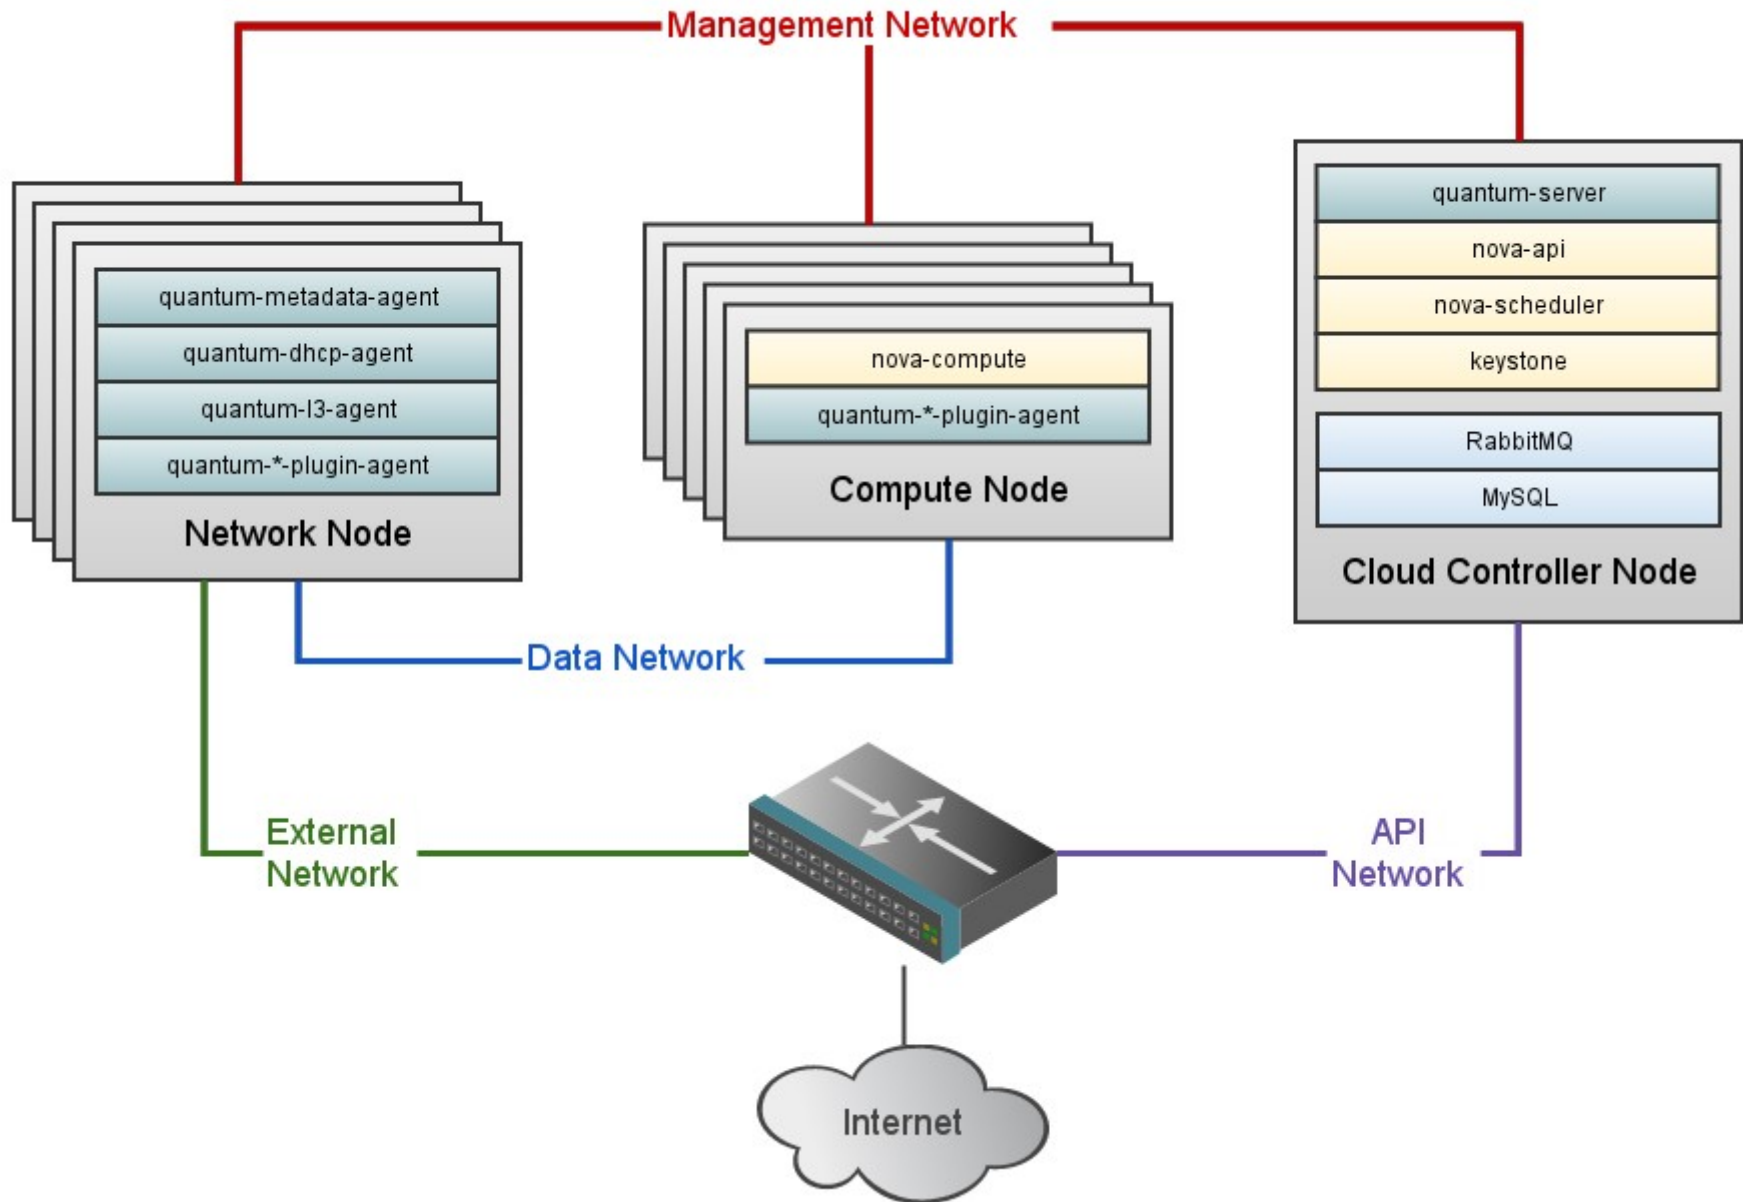 Management Network
quantum-metadata-agent
quantum-dhcp-agent
quantum-l3-agent
quantum-*-plugin-agent
Network Node
nova-compute
quantum-*-plugin-agent
Compute Node
quantum-server
nova-api
nova-scheduler
keystone
RabbitMQ
MySQL
Cloud Controller Node
Data Network
External
Network
API
Network
Internet